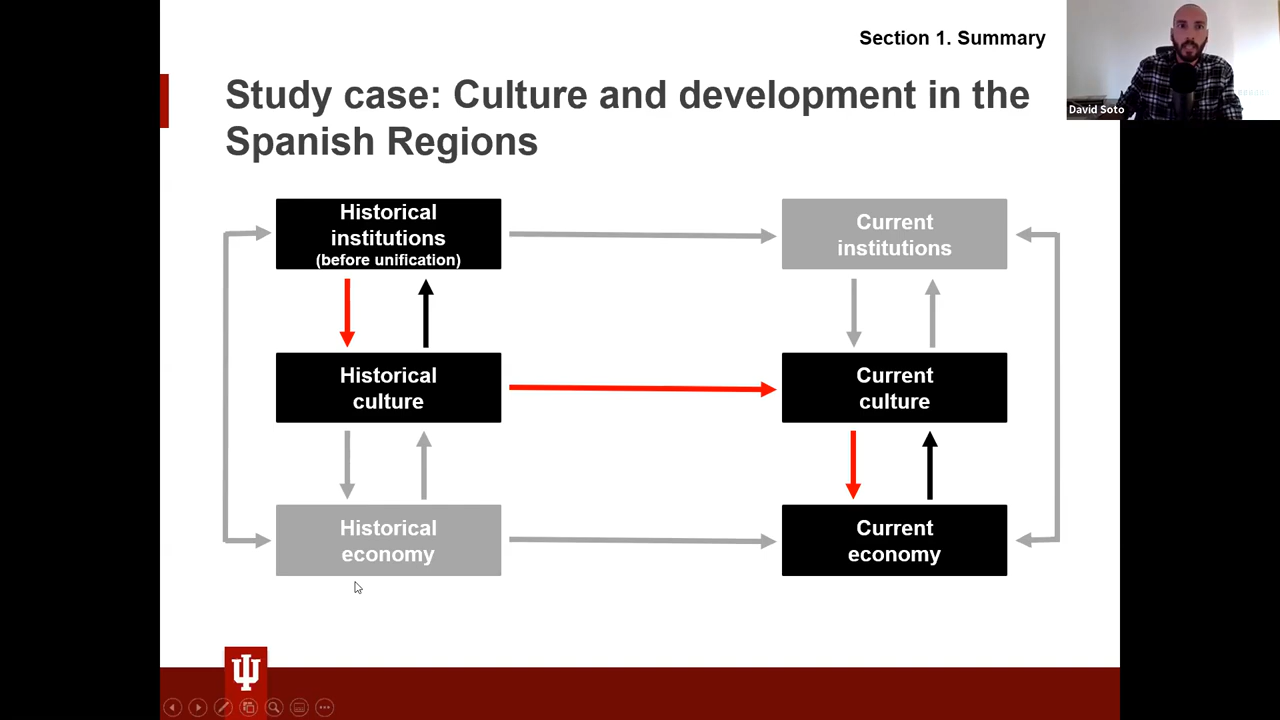 Section 1. Summary
David Soto
Study case: Culture and development in the
Spanish Regions
Historical
institutions
(before unification)
Current
institutions
Historical
culture
Current
culture
Historical
economy
Current
economy